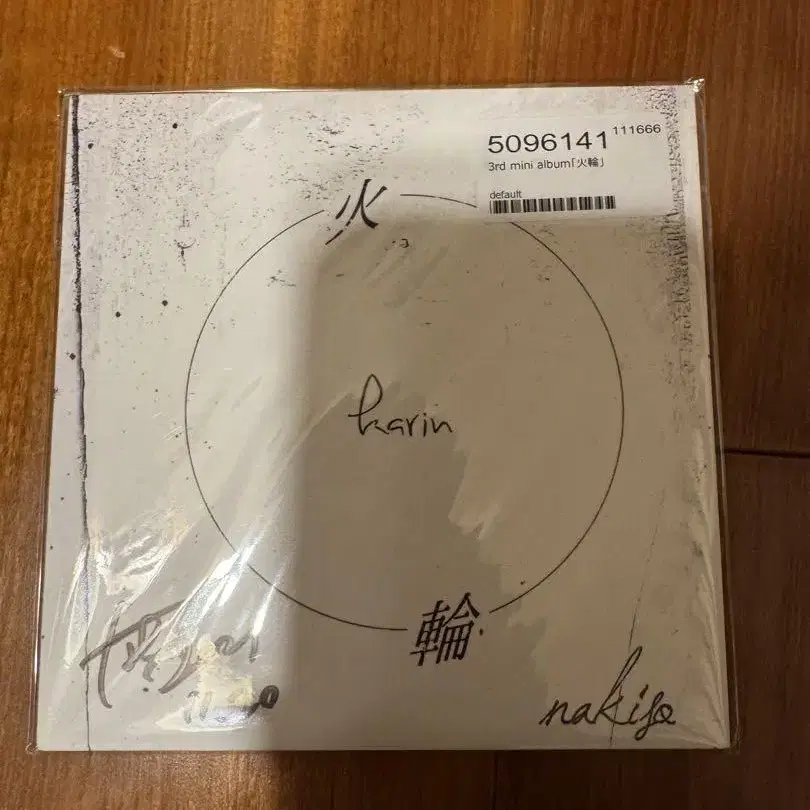 5096141 111666
3rd mini album「火輪」
default
火
karin
輪
nakiso